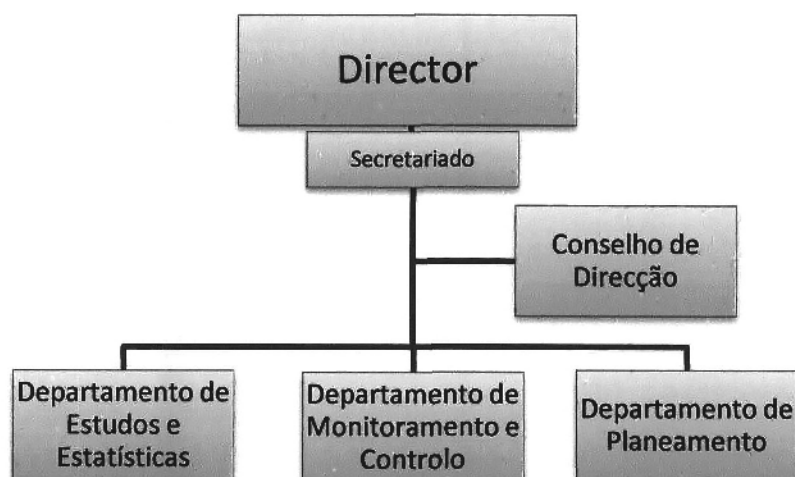 Director
Secretariado
Conselho de
Direcção
Departamento de
Estudos e
Estatísticas
Departamento de
Monitoramento e
Controlo
Departamento de
Planeamento